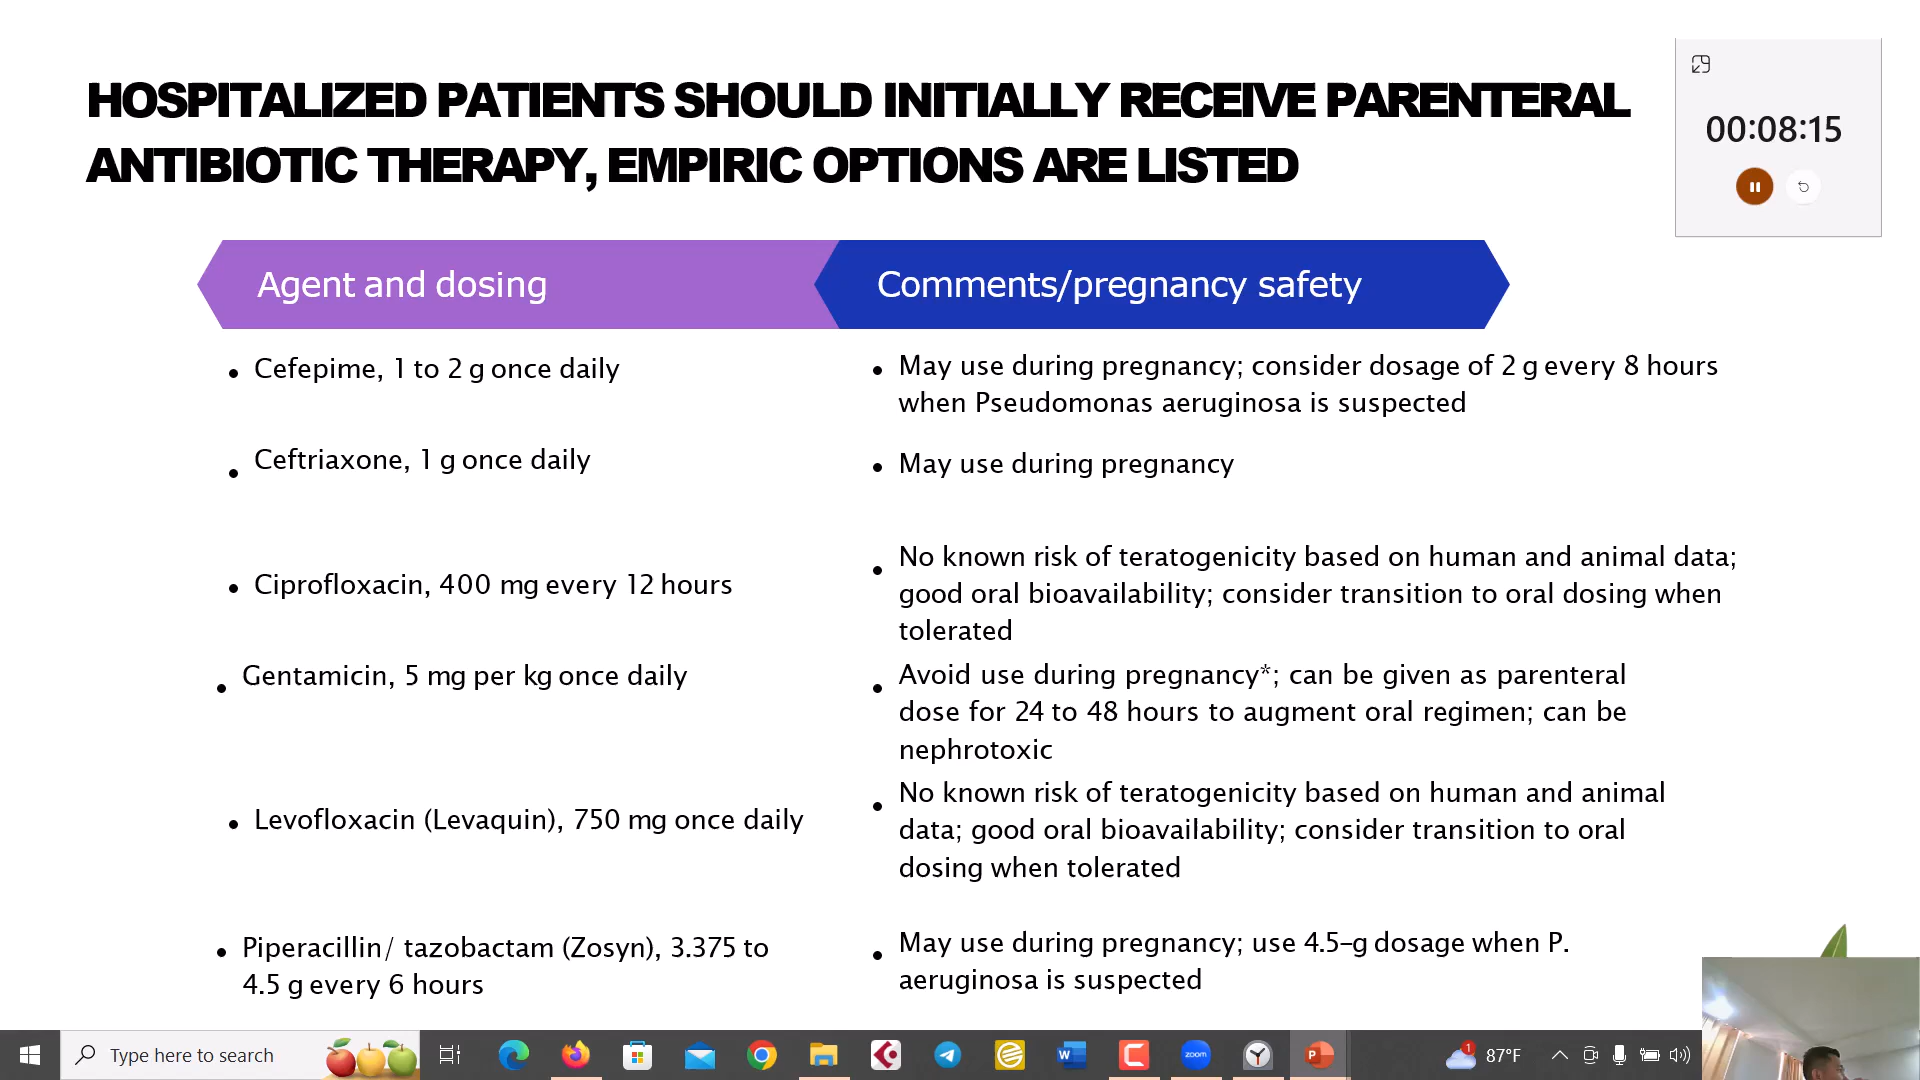 HOSPITALIZED PATIENTS SHOULD INITIALLY RECEIVE PARENTERAL
ANTIBIOTIC THERAPY, EMPIRIC OPTIONS ARE LISTED
00:08:15
Agent and dosing
Comments/pregnancy safety
• Cefepime, 1 to 2 g once daily
• May use during pregnancy; consider dosage of 2 g every 8 hours
when Pseudomonas aeruginosa is suspected
• Ceftriaxone, 1 g once daily
• May use during pregnancy
• Ciprofloxacin, 400 mg every 12 hours
• No known risk of teratogenicity based on human and animal data;
good oral bioavailability; consider transition to oral dosing when
tolerated
• Gentamicin, 5 mg per kg once daily
• Avoid use during pregnancy*; can be given as parenteral
dose for 24 to 48 hours to augment oral regimen; can be
nephrotoxic
• Levofloxacin (Levaquin), 750 mg once daily
• No known risk of teratogenicity based on human and animal
data; good oral bioavailability; consider transition to oral
dosing when tolerated
• Piperacillin/ tazobactam (Zosyn), 3.375 to
4.5 g every 6 hours
• May use during pregnancy; use 4.5–g dosage when P.
aeruginosa is suspected
Type here to search
W
zoom
P
1
87°F